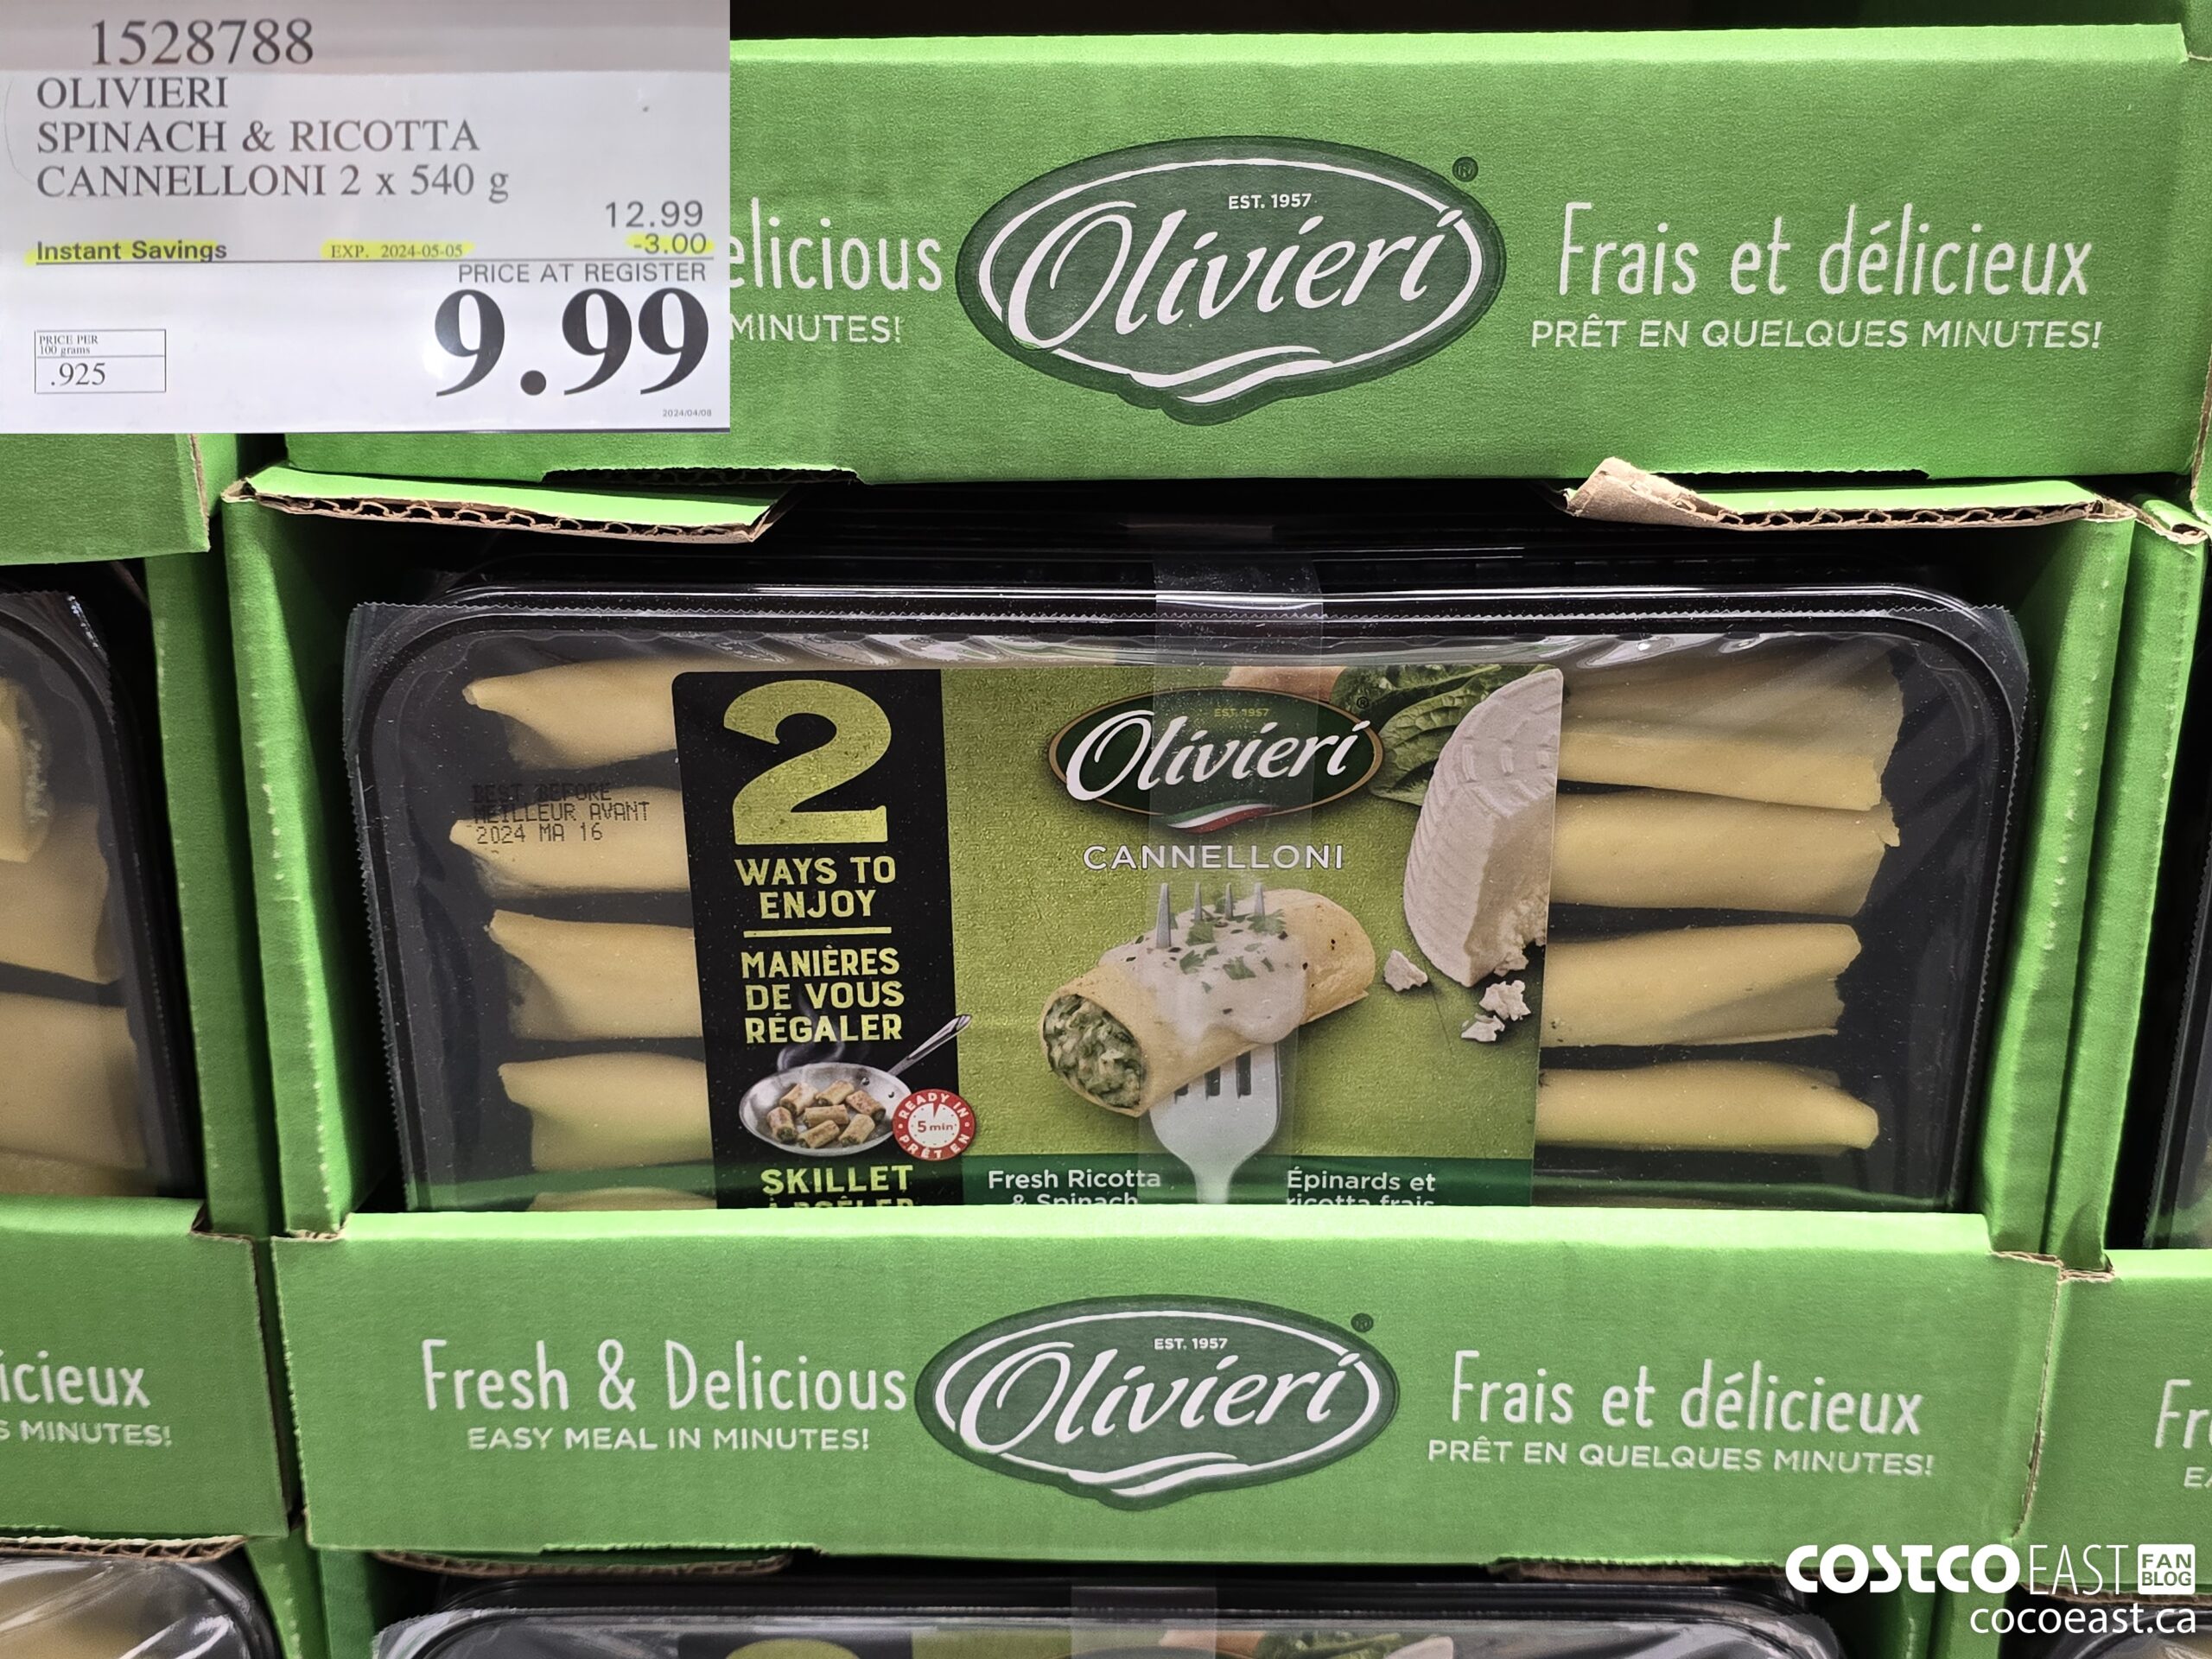 1528788
OLIVIERI
SPINACH & RICOTTA
CANNELLONI 2 x 540 g
12.99
Instant Savings EXP. 2024-05-05 -3.00
PRICE AT REGISTER
9.99
PRICE PER
100 grams
.925
2024/04/08
elicious
MINUTES!
EST. 1957
Olivieri®
Frais et délicieux
PRÊT EN QUELQUES MINUTES!
BEST BEFORE
MEILLEUR AVANT
2024 MA 16
2
WAYS TO
ENJOY
MANIÈRES
DE VOUS
RÉGALER
READY IN
5 min
PRÊT EN
SKILLET
EST. 1957
Olivieri®
CANNELLONI
Fresh Ricotta
& Spinach
Épinards et
ricotta frais
icieux
S MINUTES!
Fresh & Delicious
EASY MEAL IN MINUTES!
EST. 1957
Olivieri®
Frais et délicieux
PRÊT EN QUELQUES MINUTES!
Fr
EA
COSTCO EAST FAN
BLOG
cocoeast.ca